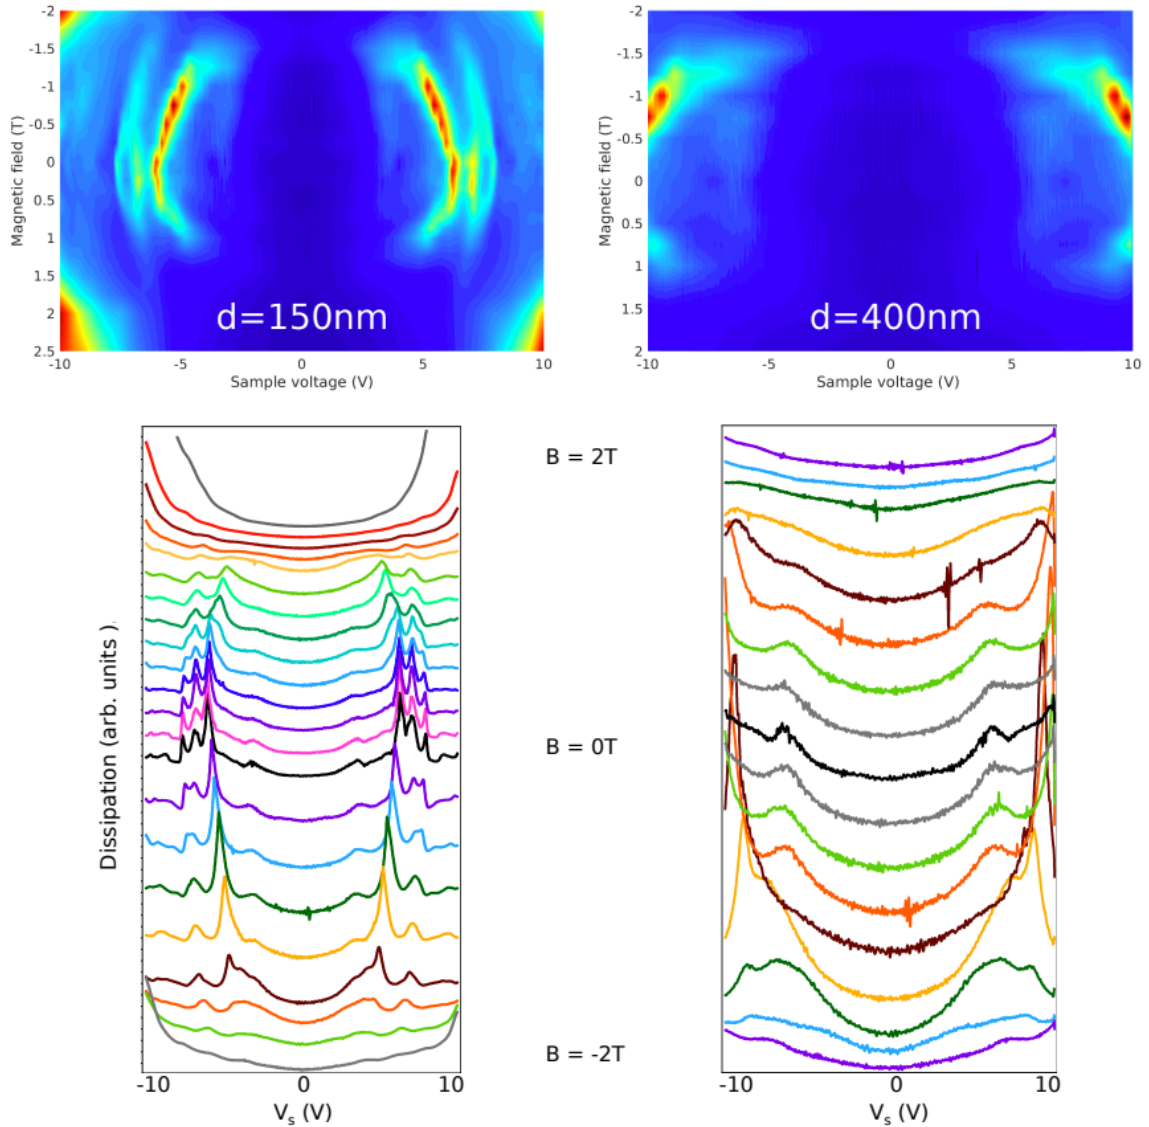 -2
-1.5
-1
-0.5
0
0.5
1
1.5
2
2.5
Magnetic field (T)
d=150nm
-10
-5
0
5
10
Sample voltage (V)
-2
-1.5
-1
-0.5
0
0.5
1
1.5
2
Magnetic field (T)
d=400nm
-10
-5
0
5
10
Sample voltage (V)
Dissipation (arb. units )
B = 2T
B = 0T
B = -2T
-10
0
10
Vₛ (V)
-10
0
10
Vₛ (V)